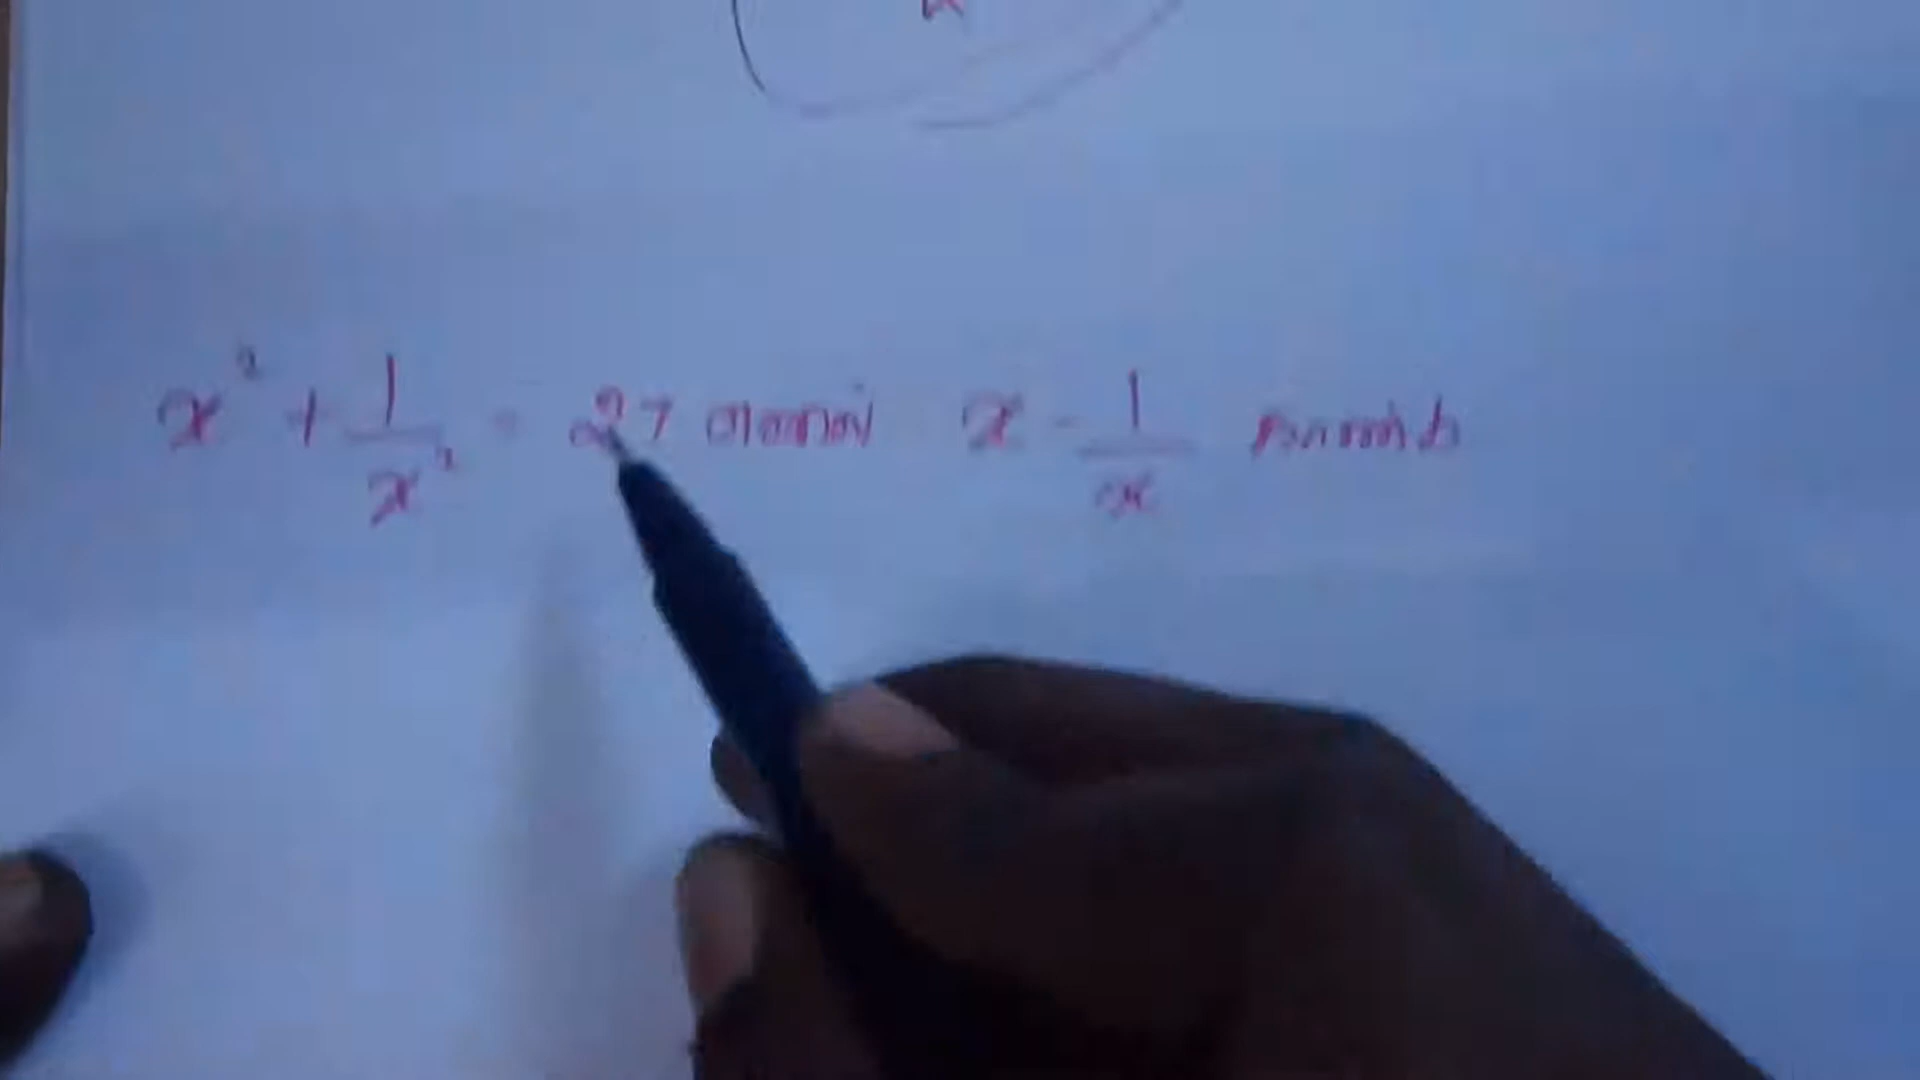 x² + 1/x² = 27 எனில் x - 1/x காண்க